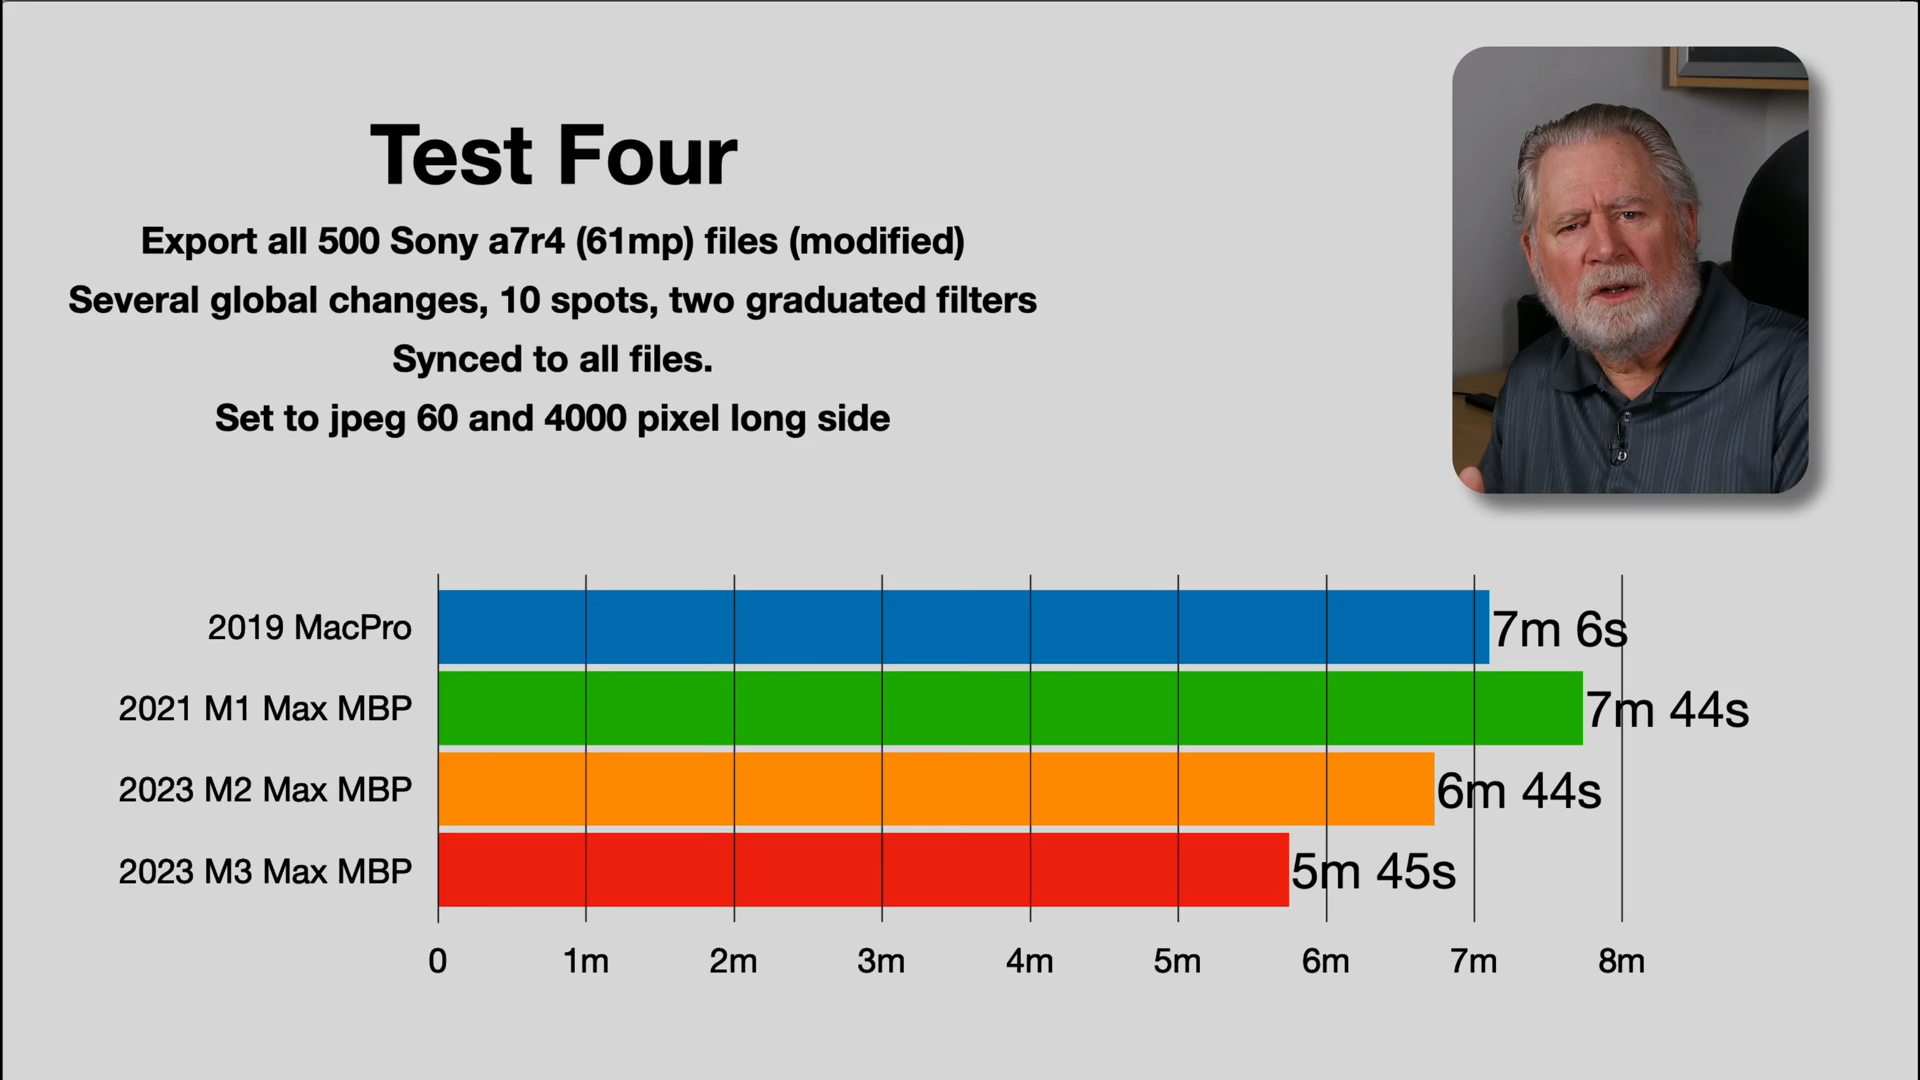 Test Four
Export all 500 Sony a7r4 (61mp) files (modified)
Several global changes, 10 spots, two graduated filters
Synced to all files.
Set to jpeg 60 and 4000 pixel long side
2019 MacPro 7m 6s
2021 M1 Max MBP 7m 44s
2023 M2 Max MBP 6m 44s
2023 M3 Max MBP 5m 45s
0 1m 2m 3m 4m 5m 6m 7m 8m